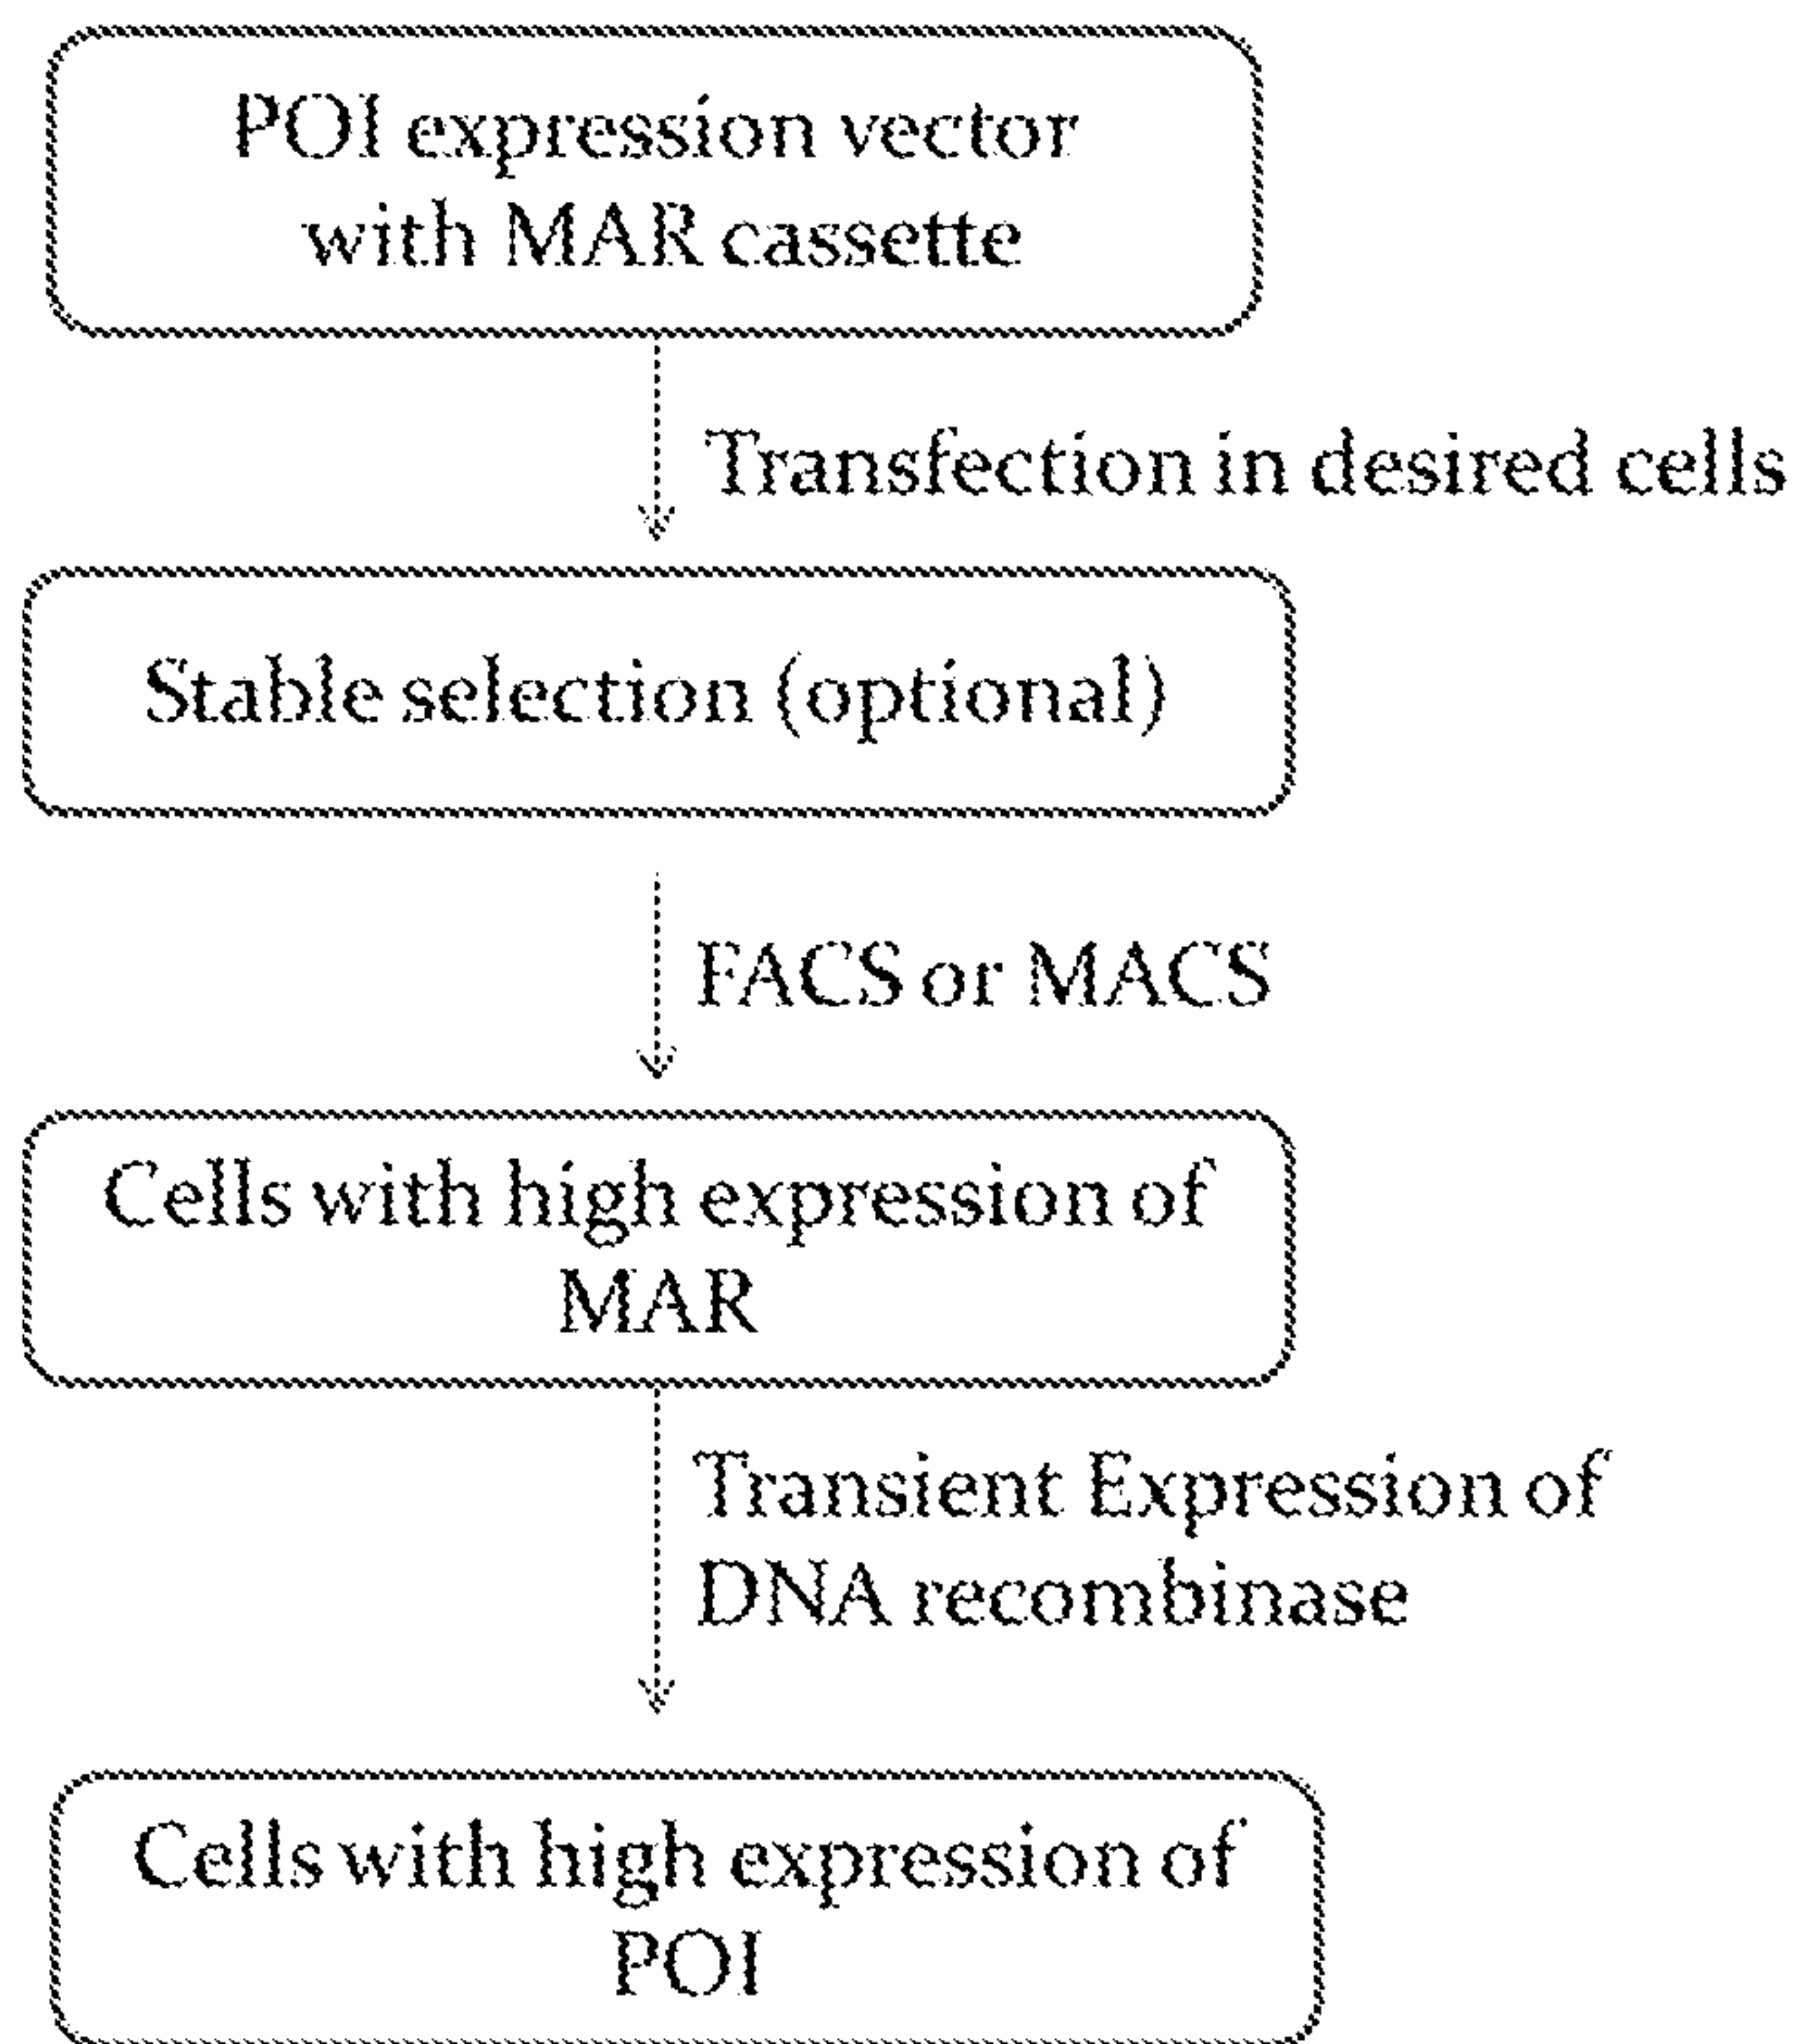 POI expression vector
with MAR cassette
Transfection in desired cells
Stable selection (optional)
FACS or MACS
Cells with high expression of
MAR
Transient Expression of
DNA recombinase
Cells with high expression of
POI